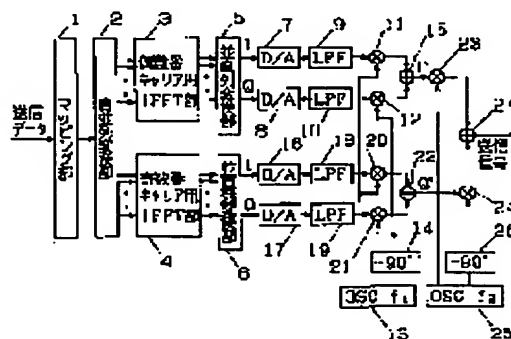 1 2 3 5 7 9 11 15 23
送信
データ
マッピング部
偶数番
キャリア用
IFFT部
I D/A LPF
Q D/A LPF
8 10 12
24
送信
信号
16 18 20 22
奇数番
キャリア用
IFFT部
I D/A LPF
Q D/A LPF
Q'
4 6 17 19 21 14 26
-90° -90°
OSC f1 OSC f2
13 25